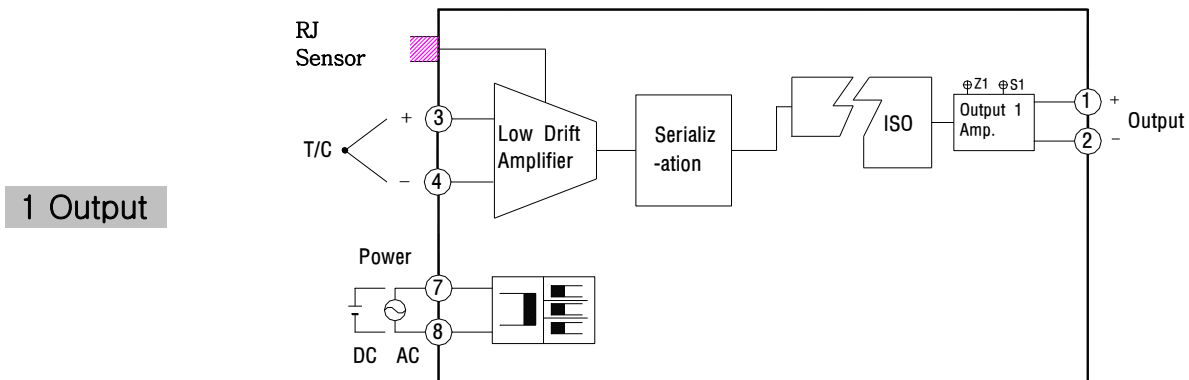 RJ
Sensor
T/C
+
3
−
4
Low Drift
Amplifier
Serializ
-ation
ISO
Z1 S1
Output 1
Amp.
1 +
2 −
Output
1 Output
Power
7
8
DC AC